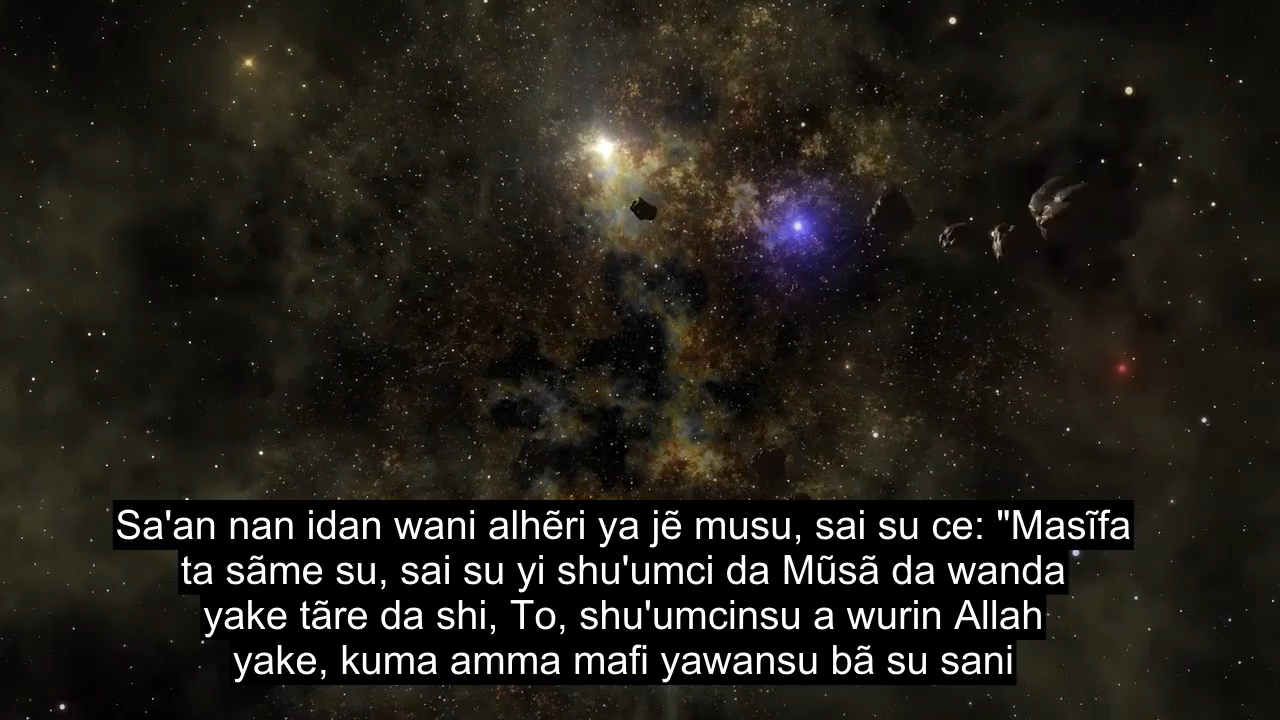 Sa'an nan idan wani alhẽri ya jẽ musu, sai su ce: "Masĩfa
ta sãme su, sai su yi shu'umci da Mũsã da wanda
yake tãre da shi, To, shu'umcinsu a wurin Allah
yake, kuma amma mafi yawansu bã su sani